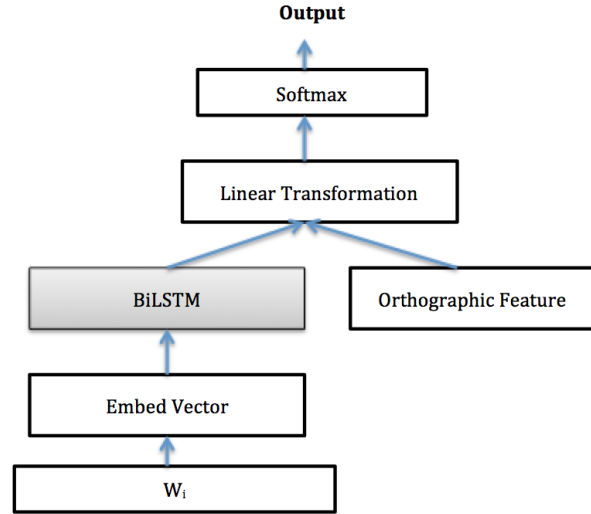 Output
Softmax
Linear Transformation
BiLSTM
Orthographic Feature
Embed Vector
Wᵢ